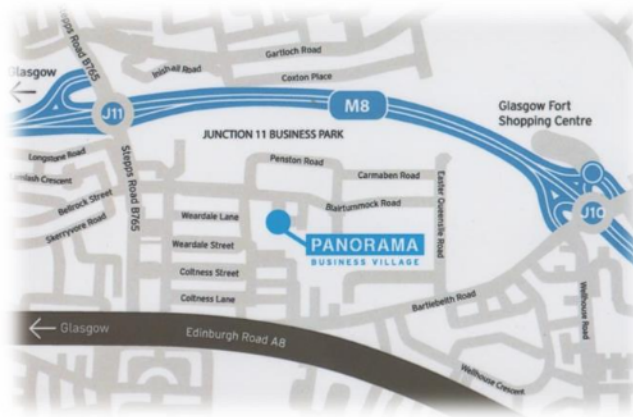 Stepps Road B765
Gartloch Road
Glasgow
Inishail Road
Coxton Place
M8
J11
Glasgow Fort
Shopping Centre
JUNCTION 11 BUSINESS PARK
Longstone Road
Penston Road
Stepps Road B765
Carmaben Road
Easter Queenslie Road
Bellrock Street
Blairtummock Road
Skerryvore Road
Weardale Lane
J10
Weardale Street
PANORAMA
BUSINESS VILLAGE
Coltness Street
Coltness Lane
Bartiebeith Road
Wellhouse Road
Glasgow
Edinburgh Road A8
Wellhouse Crescent